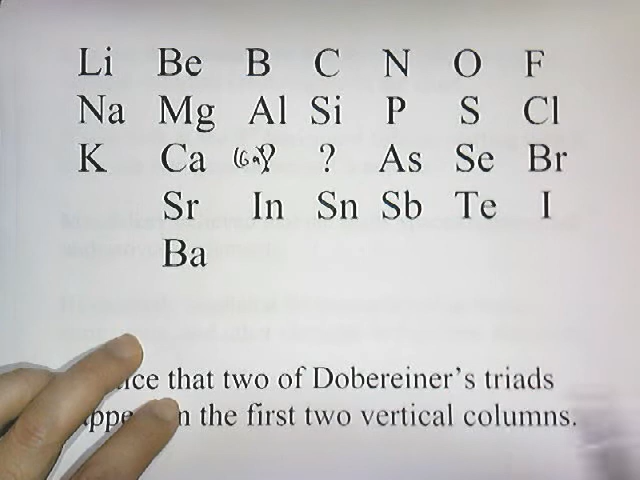 Li Be B C N O F
Na Mg Al Si P S Cl
K Ca (Ga)? ? As Se Br
Sr In Sn Sb Te I
Ba
that two of Dobereiner's triads
the first two vertical columns.